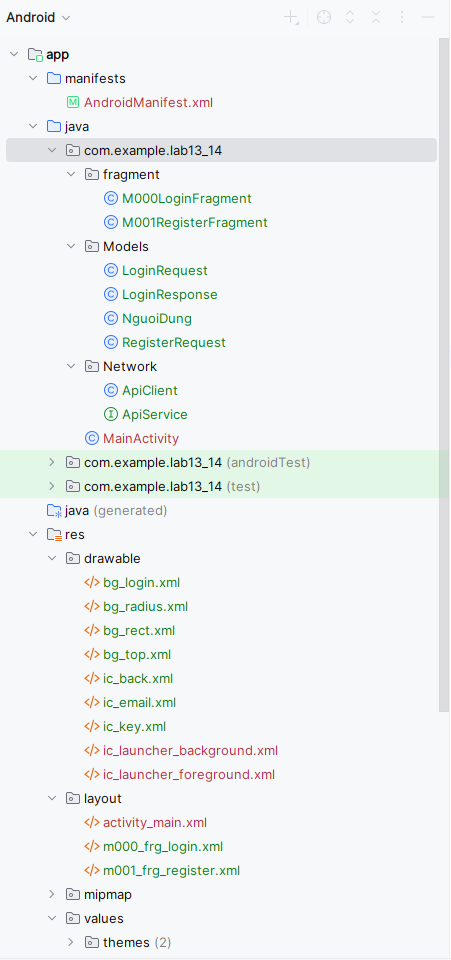 Android
app
manifests
M AndroidManifest.xml
java
com.example.lab13_14
fragment
C M000LoginFragment
C M001RegisterFragment
Models
C LoginRequest
C LoginResponse
C NguoiDung
C RegisterRequest
Network
C ApiClient
I ApiService
C MainActivity
com.example.lab13_14 (androidTest)
com.example.lab13_14 (test)
java (generated)
res
drawable
</> bg_login.xml
</> bg_radius.xml
</> bg_rect.xml
</> bg_top.xml
</> ic_back.xml
</> ic_email.xml
</> ic_key.xml
</> ic_launcher_background.xml
</> ic_launcher_foreground.xml
layout
</> activity_main.xml
</> m000_frg_login.xml
</> m001_frg_register.xml
mipmap
values
themes (2)